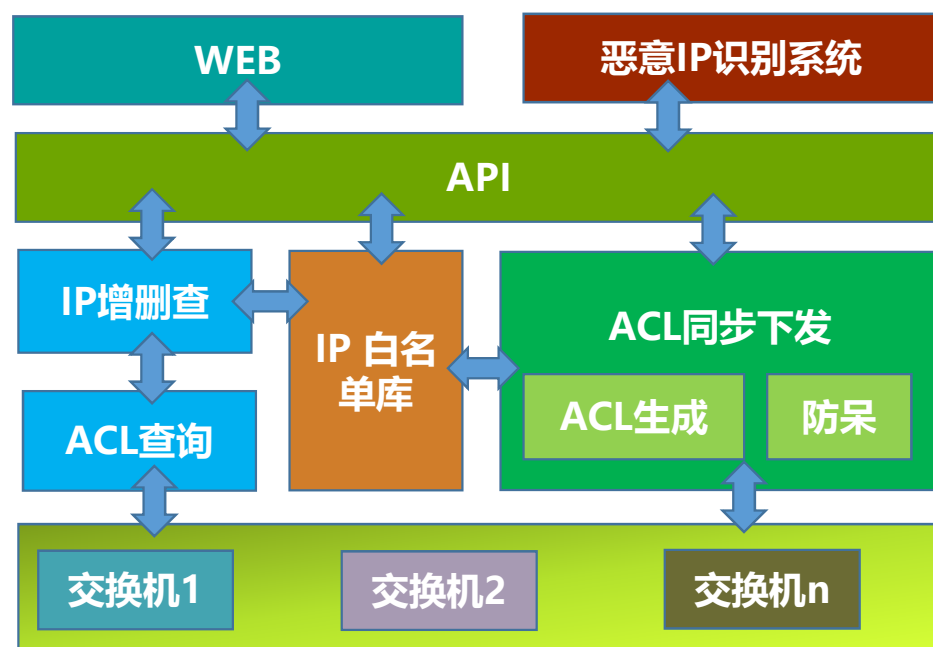 WEB
恶意IP识别系统
API
IP增删查
IP 白名
单库
ACL同步下发
ACL生成
防呆
ACL查询
交换机1
交换机2
交换机n